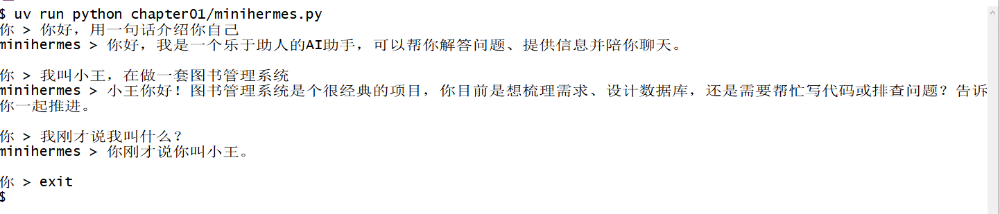 $ uv run python chapter01/minihermes.py
你 > 你好，用一句话介绍你自己
minihermes > 你好，我是一个乐于助人的AI助手，可以帮你解答问题、提供信息并陪你聊天。
你 > 我叫小王，在做一套图书管理系统
minihermes > 小王你好！图书管理系统是个很经典的项目，你目前是想梳理需求、设计数据库，还是需要帮忙写代码或排查问题？告诉
你一起推进。
你 > 我刚才说我叫什么？
minihermes > 你刚才说你叫小王。
你 > exit
$